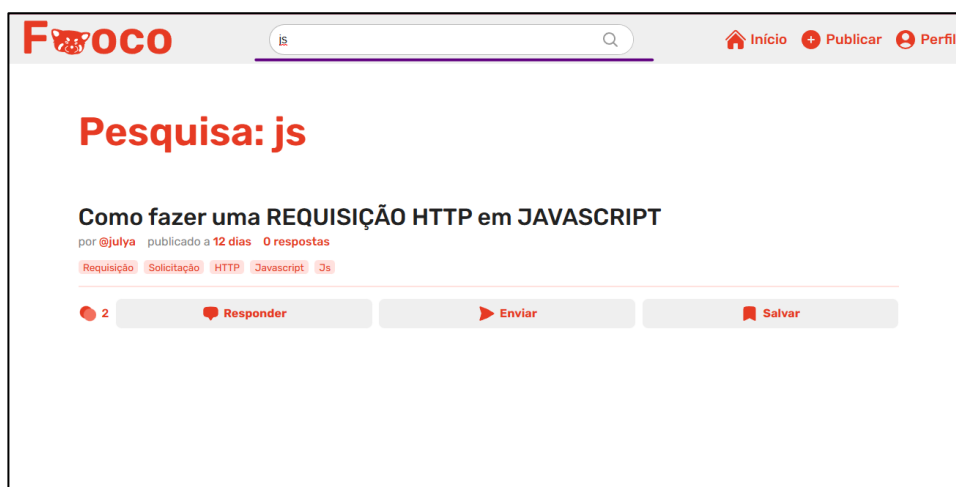 Foco
js
Início
Publicar
Perfil
Pesquisa: js
Como fazer uma REQUISIÇÃO HTTP em JAVASCRIPT
por @julya publicado a 12 dias 0 respostas
Requisição Solicitação HTTP Javascript Js
2 Responder Enviar Salvar